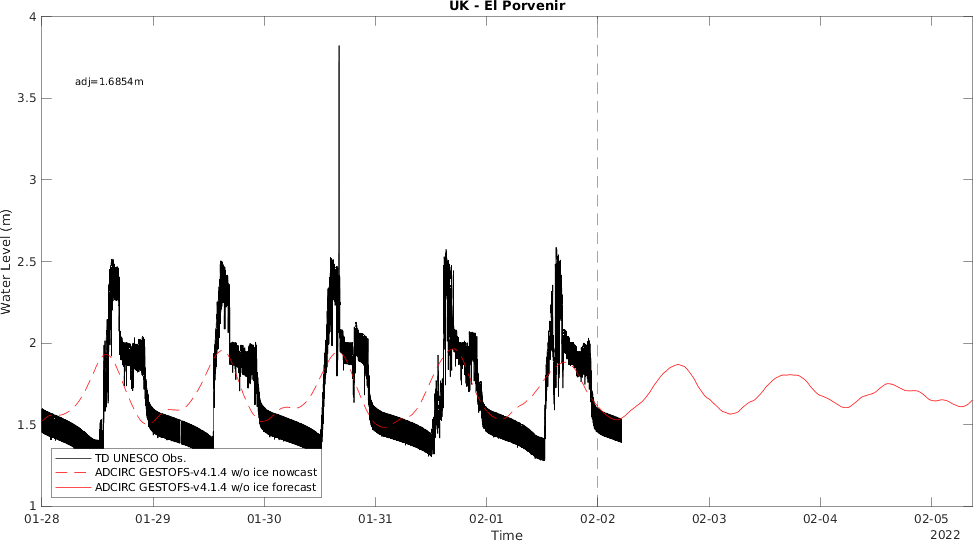 UK - El Porvenir
4
3.5
3
2.5
2
1.5
1
Water Level (m)
adj=1.6854m
TD UNESCO Obs.
ADCIRC GESTOFS-v4.1.4 w/o ice nowcast
ADCIRC GESTOFS-v4.1.4 w/o ice forecast
01-28
01-29
01-30
01-31
02-01
02-02
02-03
02-04
02-05
Time
2022